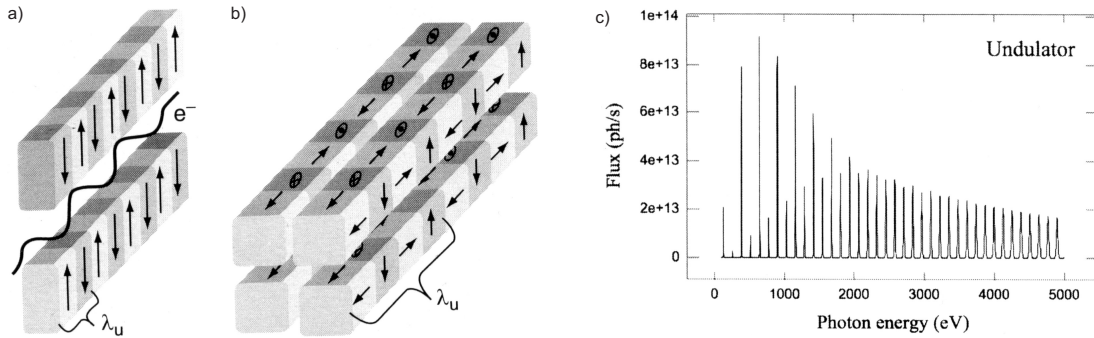 a)
e⁻
λu
b)
λu
c)
1e+14
8e+13
6e+13
4e+13
2e+13
0
Flux (ph/s)
Undulator
0 1000 2000 3000 4000 5000
Photon energy (eV)